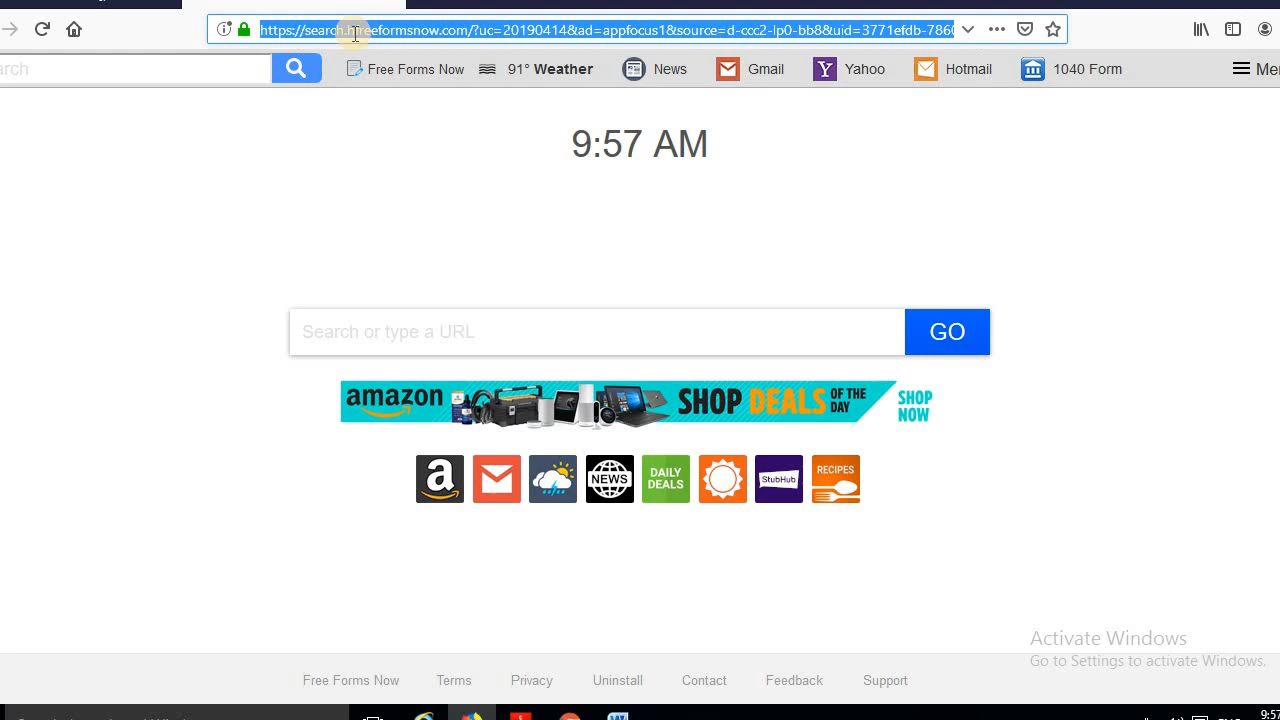 https://search.hfreeformsnow.com/?uc=20190414&ad=appfocus1&source=d-ccc2-lp0-bb8&uid=3771efdb-786
arch
Free Forms Now 91° Weather News Gmail Yahoo Hotmail 1040 Form
9:57 AM
Search or type a URL GO
amazon SHOP DEALS OF THE DAY SHOP NOW
a NEWS DAILY DEALS StubHub RECIPES
Activate Windows
Go to Settings to activate Windows.
Free Forms Now Terms Privacy Uninstall Contact Feedback Support
9:57